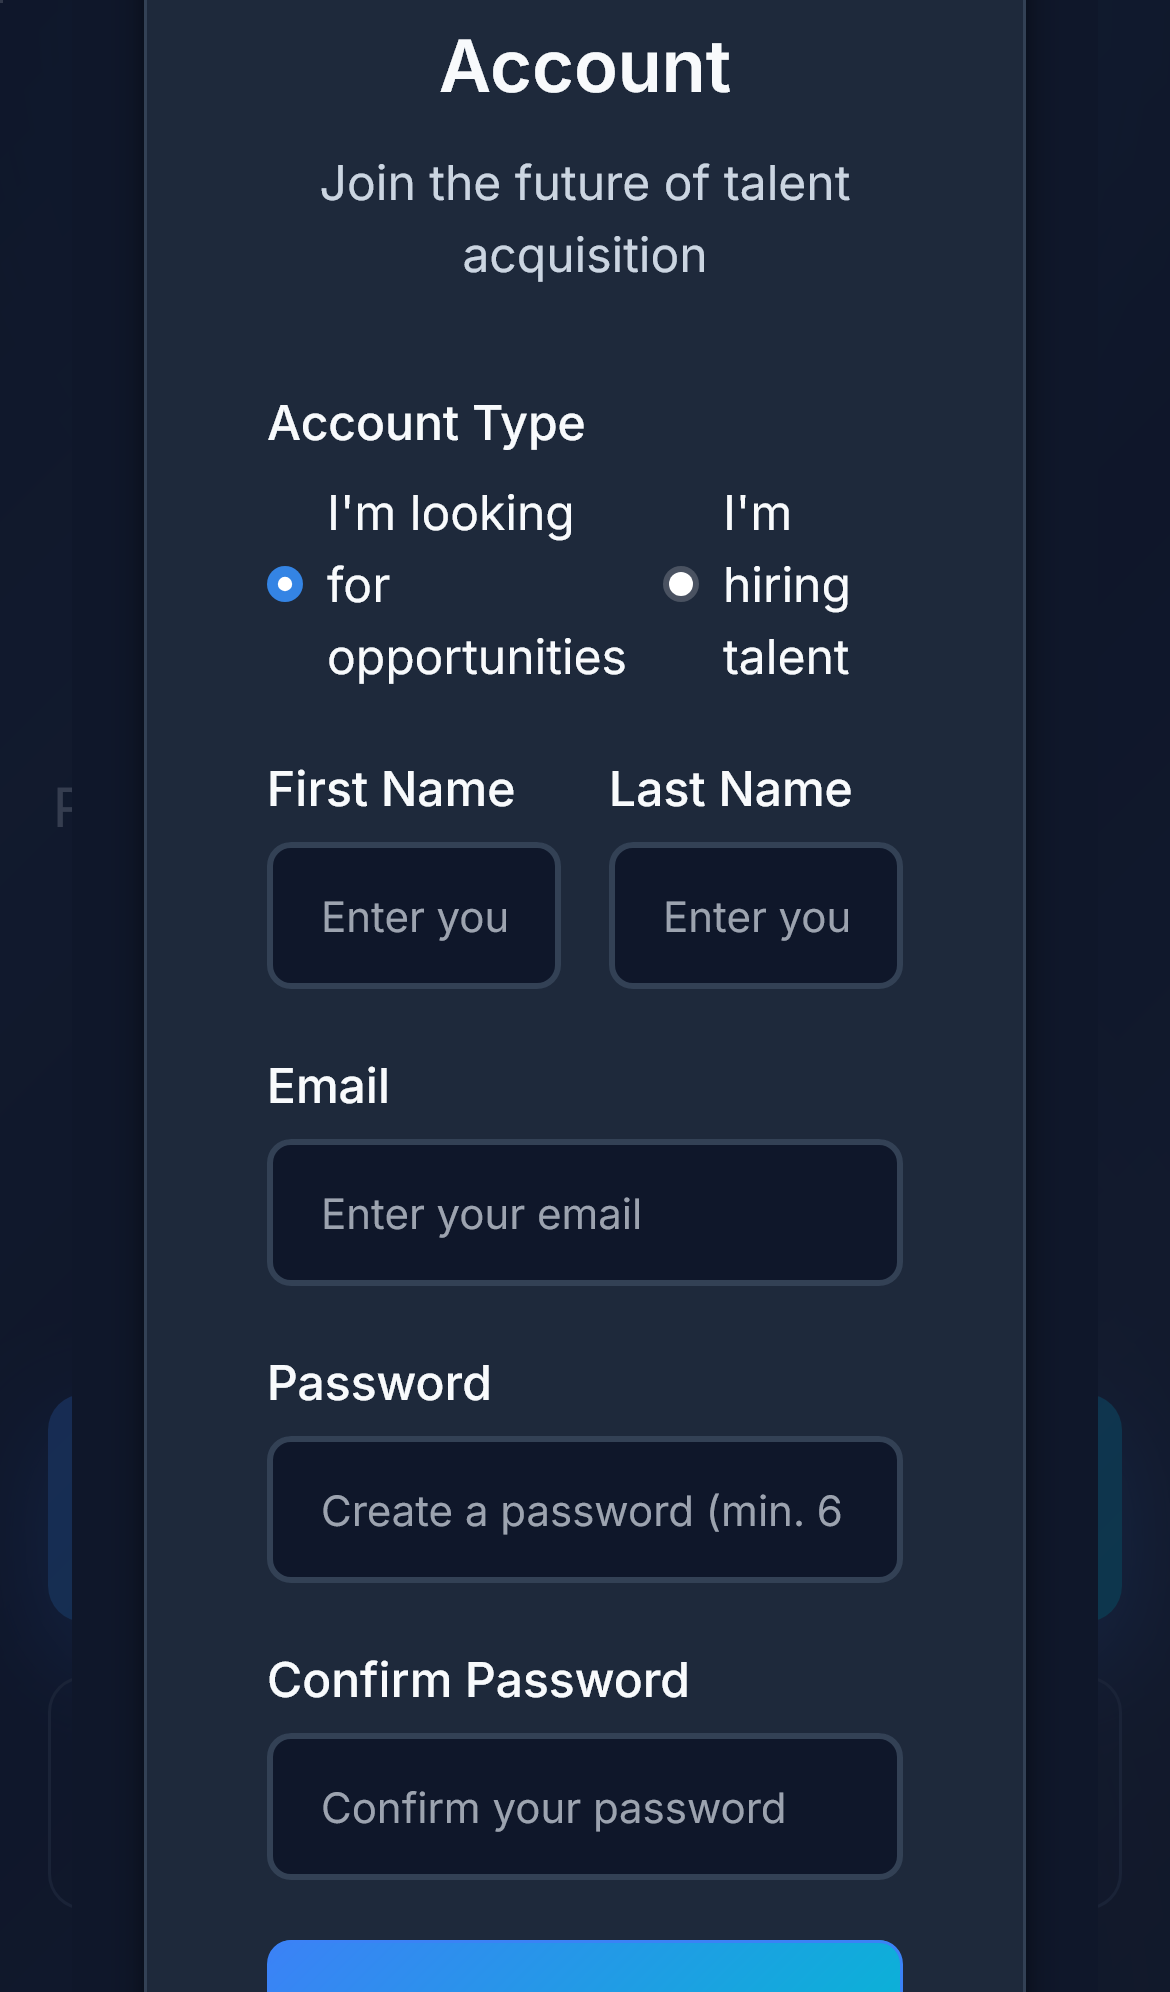 Account
Join the future of talent
acquisition
Account Type
I'm looking
for
opportunities
I'm
hiring
talent
First Name
Last Name
Enter you
Enter you
Email
Enter your email
Password
Create a password (min. 6
Confirm Password
Confirm your password